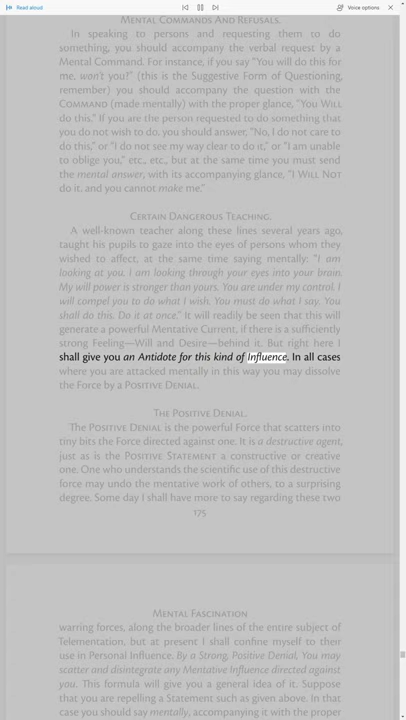 Read aloud
Voice options
MENTAL COMMANDS AND REFUSALS.
In speaking to persons and requesting them to do
something, you should accompany the verbal request by a
Mental Command. For instance, if you say "You will do this for
me, won't you?" (this is the Suggestive Form of Questioning,
remember) you should accompany the question with the
COMMAND (made mentally) with the proper glance, "You WILL
do this." If you are the person requested to do something that
you do not wish to do, you should answer, "No, I do not care to
do this," or "I do not see my way clear to do it," or "I am unable
to oblige you," etc., etc., but at the same time you must send
the mental answer, with its accompanying glance, "I WILL NOT
do it, and you cannot make me."
CERTAIN DANGEROUS TEACHING.
A well-known teacher along these lines several years ago,
taught his pupils to gaze into the eyes of persons whom they
wished to affect, at the same time saying mentally: "I am
looking at you. I am looking through your eyes into your brain.
My will power is stronger than yours. You are under my control. I
will compel you to do what I wish. You must do what I say. You
shall do this. Do it at once." It will readily be seen that this will
generate a powerful Mentative Current, if there is a sufficiently
strong Feeling—Will and Desire—behind it. But right here I
shall give you an Antidote for this kind of Influence. In all cases
where you are attacked mentally in this way you may dissolve
the Force by a POSITIVE DENIAL.
THE POSITIVE DENIAL.
The POSITIVE DENIAL is the powerful Force that scatters into
tiny bits the Force directed against one. It is a destructive agent,
just as is the POSITIVE STATEMENT a constructive or creative
one. One who understands the scientific use of this destructive
force may undo the mentative work of others, to a surprising
degree. Some day I shall have more to say regarding these two
175
MENTAL FASCINATION
warring forces, along the broader lines of the entire subject of
Telementation, but at present I shall confine myself to their
use in Personal Influence. By a Strong, Positive Denial, You may
scatter and disintegrate any Mentative Influence directed against
you. This formula will give you a general idea of it. Suppose
that you are repelling a Statement such as given above. In that
case you should say mentally, accompanying it with the proper